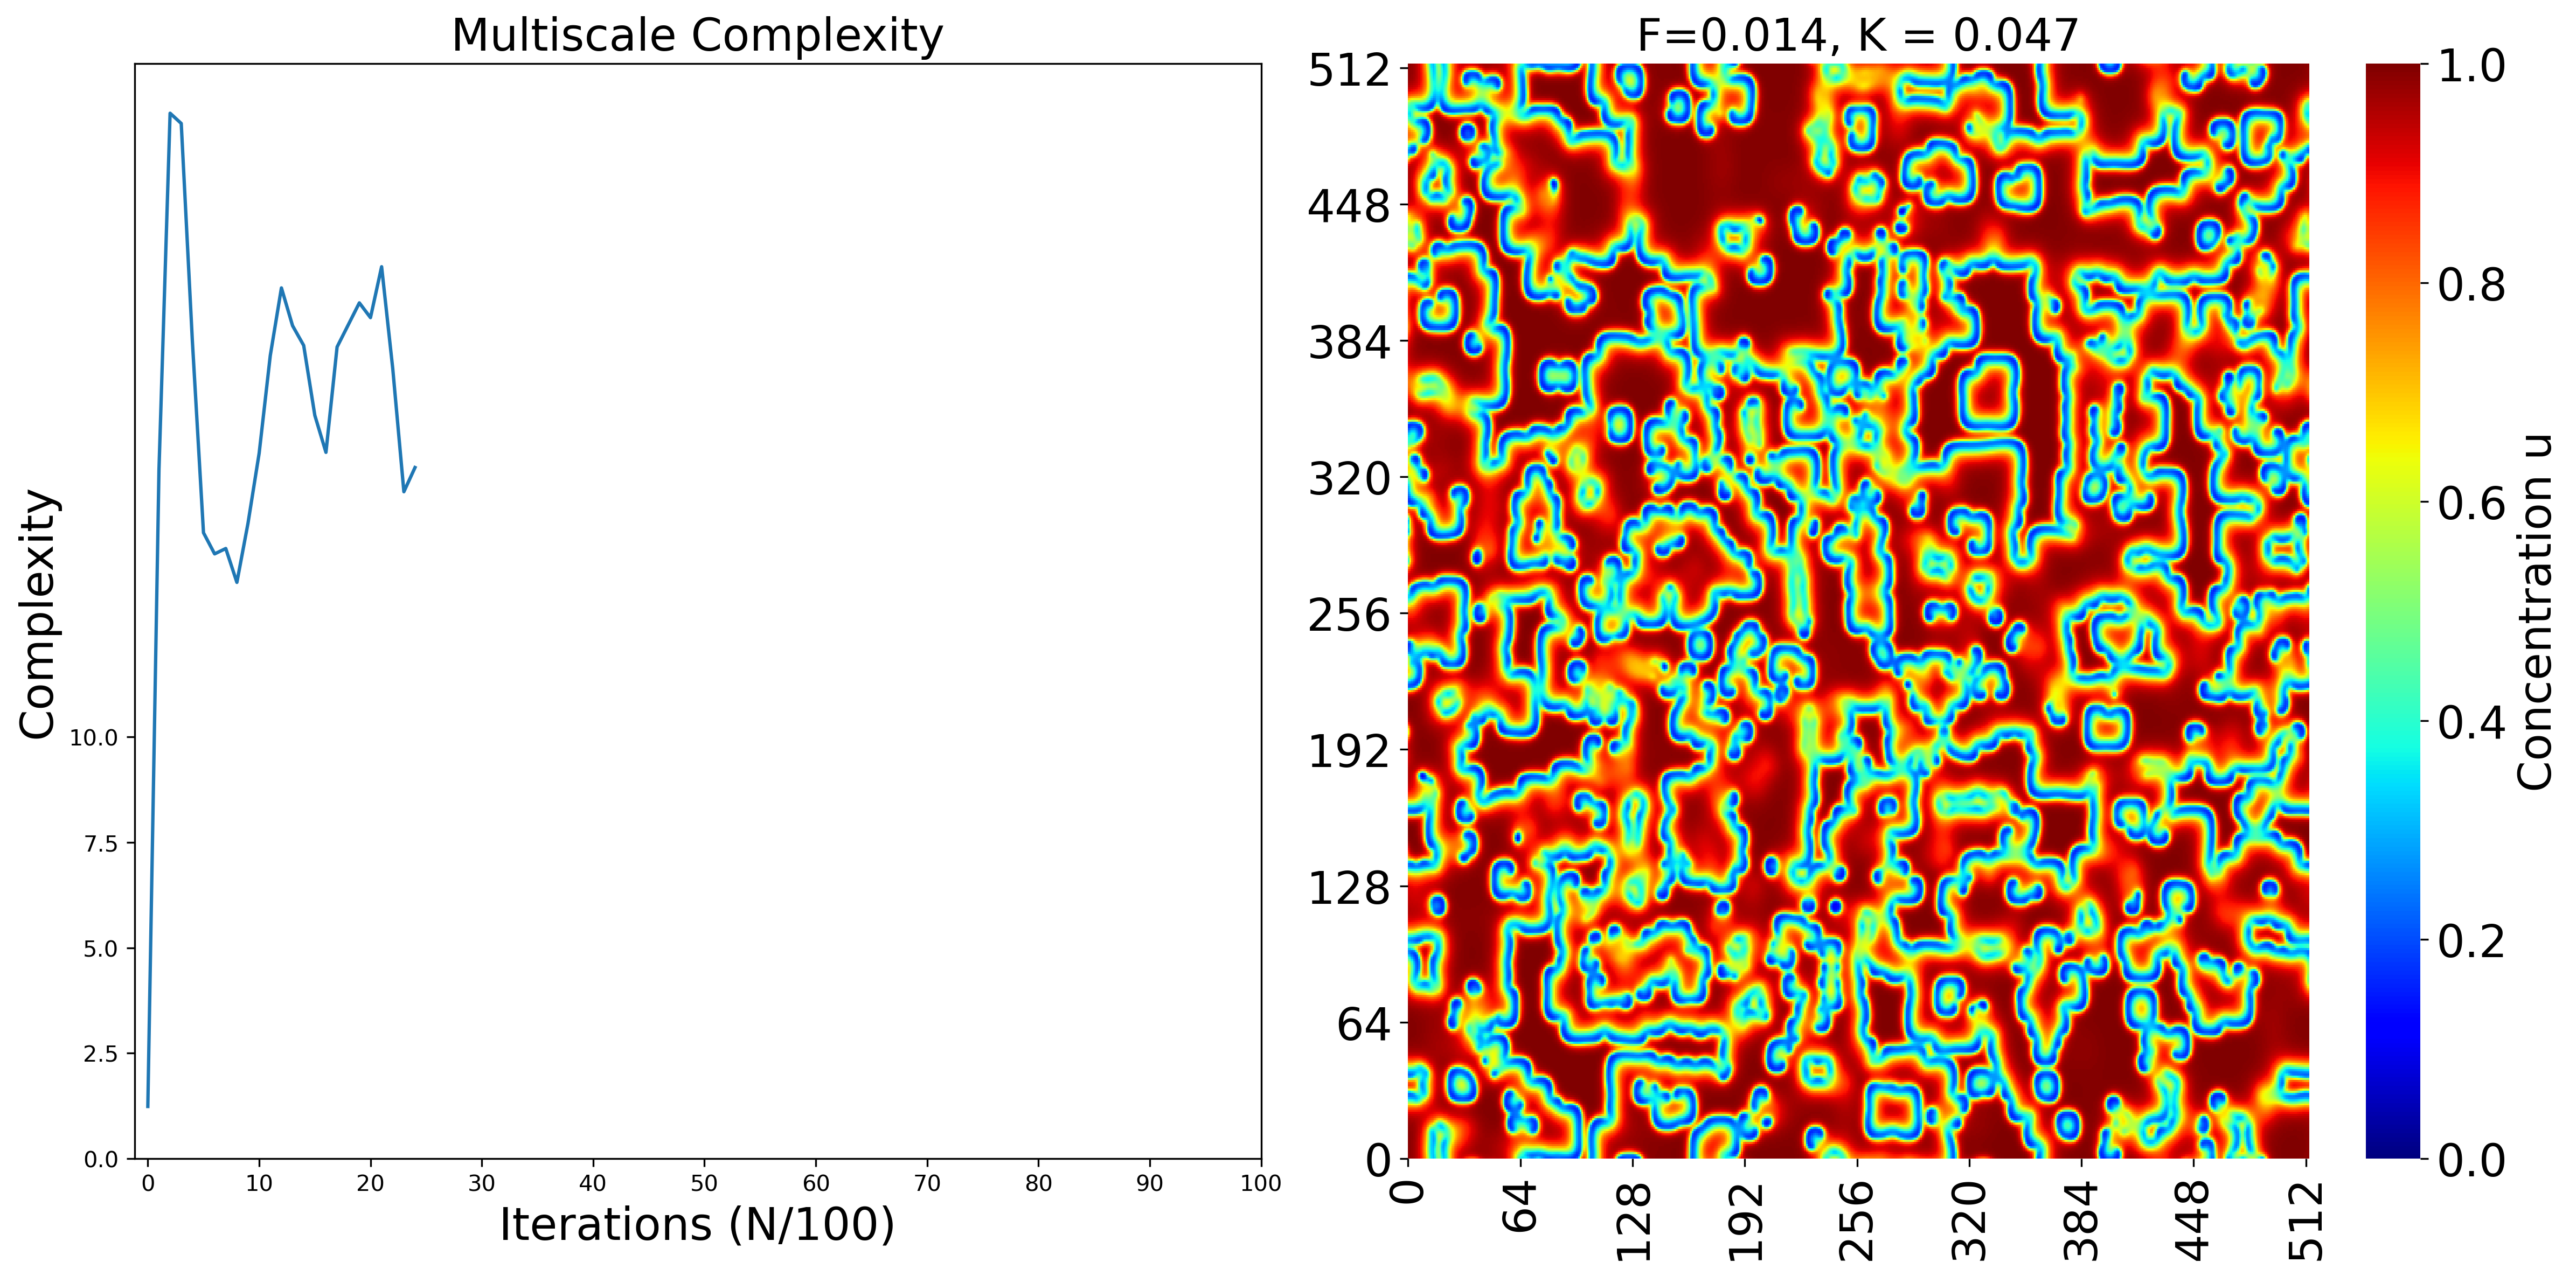 Multiscale Complexity
Complexity
10.0
7.5
5.0
2.5
0.0
0 10 20 30 40 50 60 70 80 90 100
Iterations (N/100)
F=0.014, K = 0.047
512
448
384
320
256
192
128
64
0
0 64 128 192 256 320 384 448 512
1.0
0.8
0.6
0.4
0.2
0.0
Concentration u